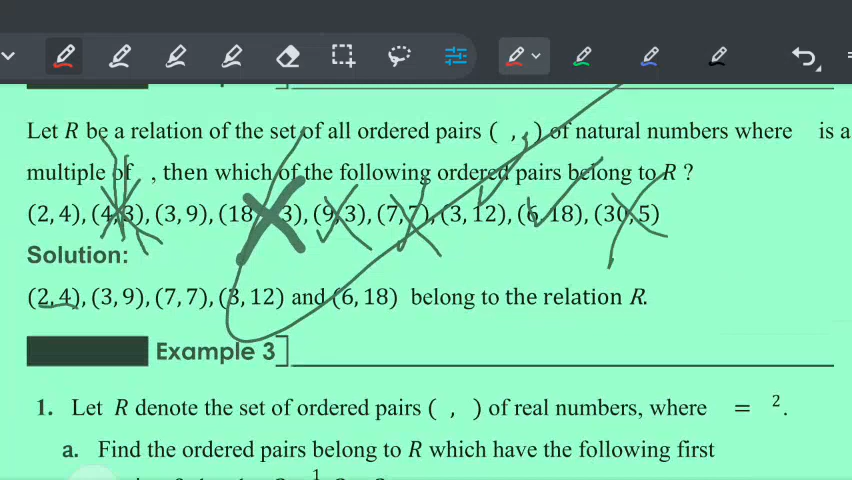 Let R be a relation of the set of all ordered pairs ( , , ) of natural numbers where is a
multiple of , then which of the following ordered pairs belong to R ?
(2, 4), (4, 3), (3, 9), (18 3), (9, 3), (7, 7), (3, 12), (6, 18), (30, 5)
Solution:
(2, 4), (3, 9), (7, 7), (3, 12) and (6, 18) belong to the relation R.
Example 3
1. Let R denote the set of ordered pairs ( , ) of real numbers, where = ².
a. Find the ordered pairs belong to R which have the following first